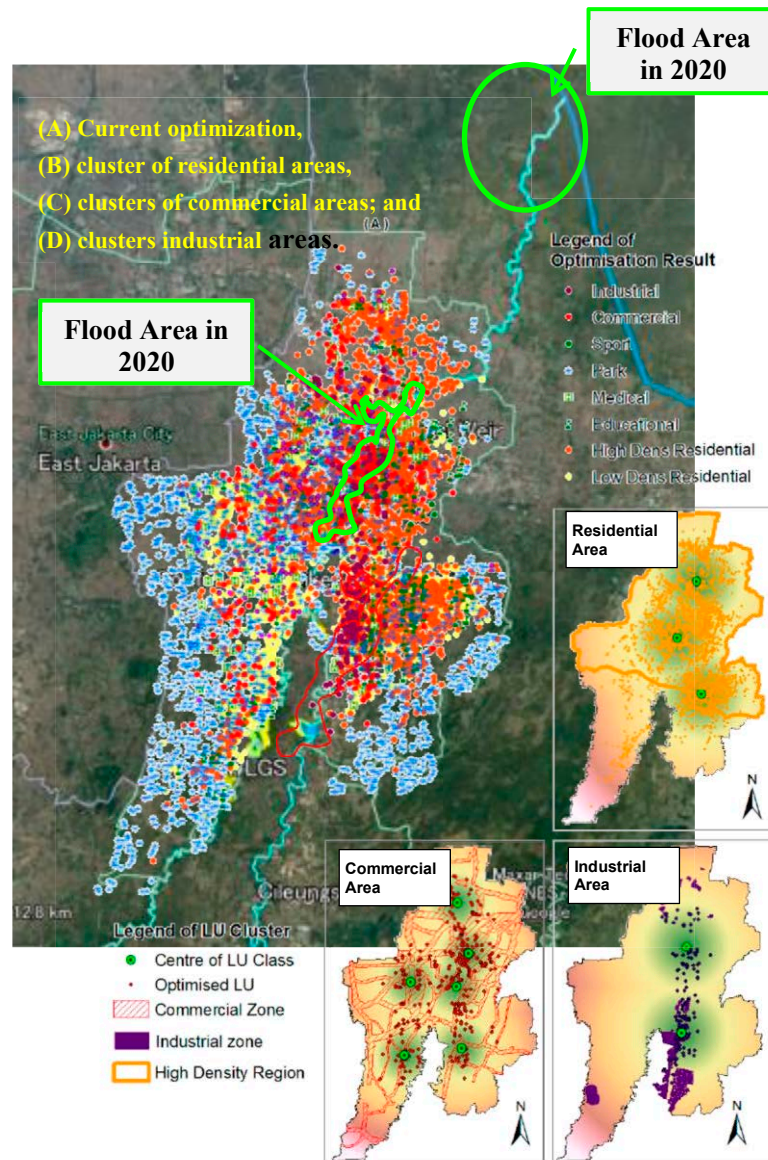 Flood Area
in 2020
(A) Current optimization,
(B) cluster of residential areas,
(C) clusters of commercial areas; and
(D) clusters industrial areas.
(A)
Legend of
Optimisation Result
Industrial
Commercial
Sport
Park
Medical
Educational
High Dens Residential
Low Dens Residential
Flood Area in
2020
East Jakarta City
East Jakarta
Weir
LGS
Residential
Area
N
12.8 km
Cileungs
Commercial
Area
N
Maxar
Industrial
Area
N
Legend of LU Cluster
Centre of LU Class
Optimised LU
Commercial Zone
Industrial zone
High Density Region